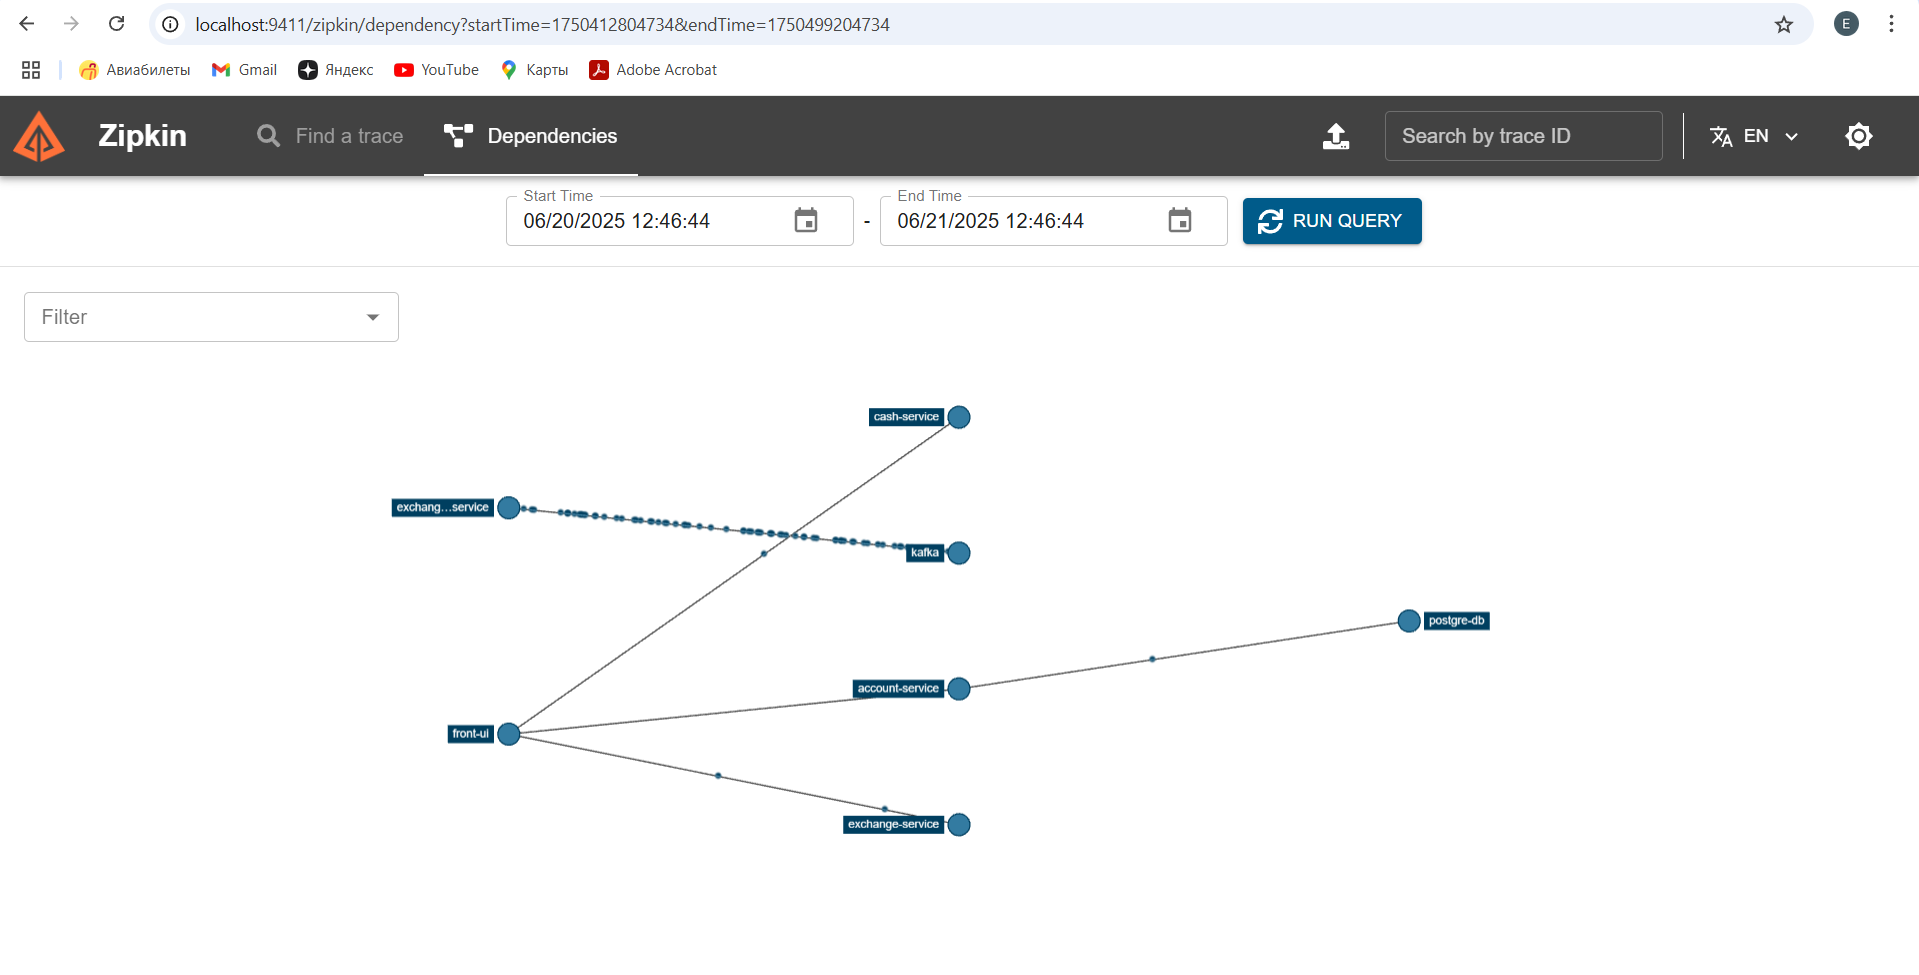 localhost:9411/zipkin/dependency?startTime=1750412804734&endTime=1750499204734
E
Авиабилеты Gmail Яндекс YouTube Карты Adobe Acrobat
Zipkin Find a trace Dependencies Search by trace ID EN
Start Time End Time
06/20/2025 12:46:44 - 06/21/2025 12:46:44 RUN QUERY
Filter
cash-service
exchang...service
kafka
postgre-db
account-service
front-ui
exchange-service